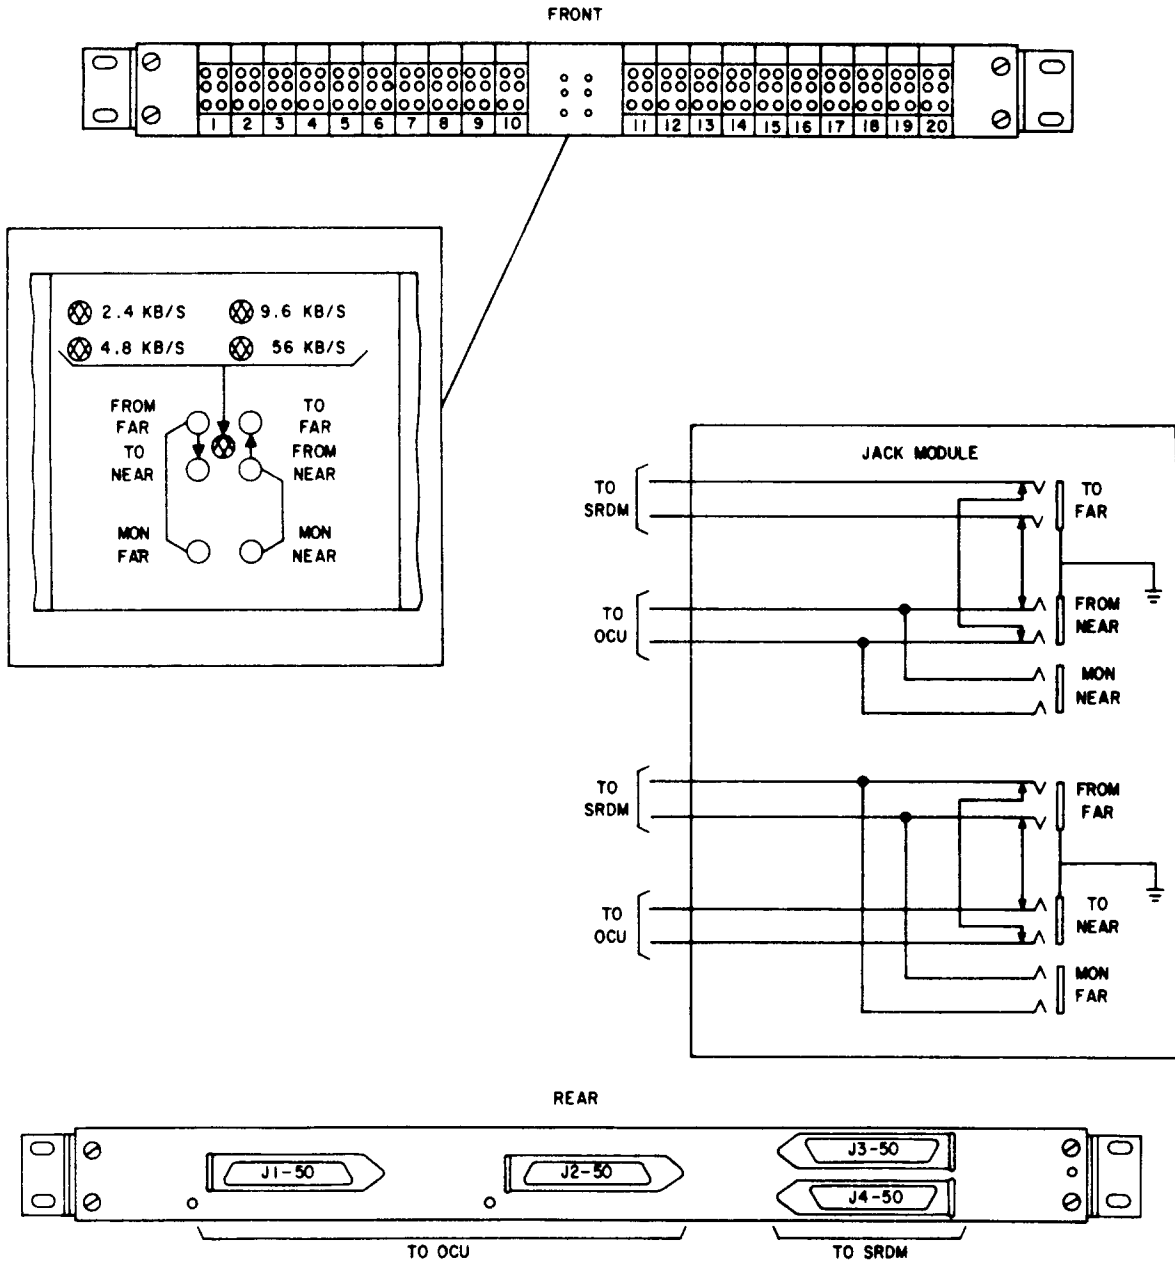 FRONT
1 2 3 4 5 6 7 8 9 10 11 12 13 14 15 16 17 18 19 20
2.4 KB/S 9.6 KB/S
4.8 KB/S 56 KB/S
FROM
FAR
TO
NEAR
TO
FAR
FROM
NEAR
MON
FAR
MON
NEAR
JACK MODULE
TO
SRDM
TO
FAR
TO
OCU
FROM
NEAR
MON
NEAR
TO
SRDM
FROM
FAR
TO
OCU
TO
NEAR
MON
FAR
REAR
J1-50
J2-50
J3-50
J4-50
TO OCU
TO SRDM